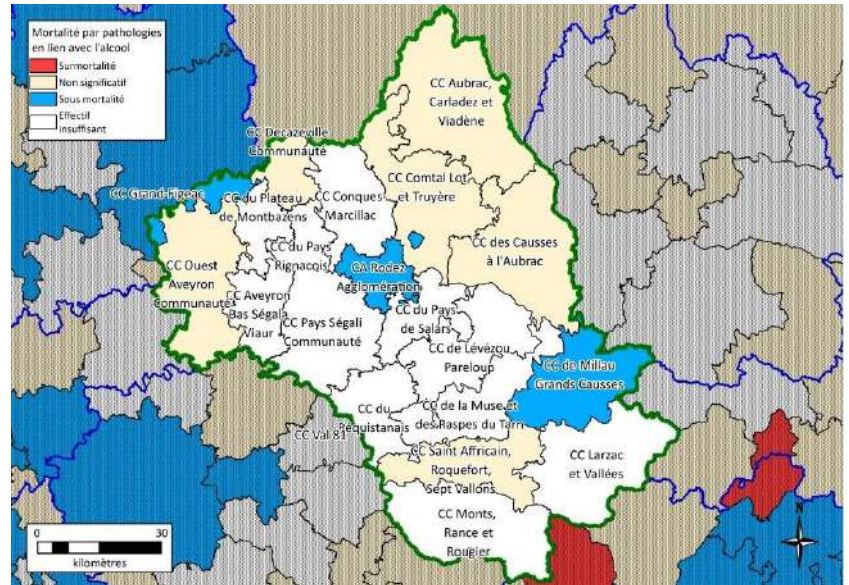 Mortalité par pathologies
en lien avec l'alcool
Surmortalité
Non significatif
Sous mortalité
Effectif
insuffisant
CC Aubrac,
Carladez et
Viadène
CC Decazeville
Communauté
CC Comtal Lot
et Truyère
CC Grand-Figeac
CC du Plateau
de Montbazens
CC Conques
Marcillac
CC des Causses
à l'Aubrac
CC du Pays
Rignacois
CA Rodez
Agglomération
CC Ouest
Aveyron
Communauté
CC Aveyron
Bas Ségala
Viaur
CC Pays Ségali
Communauté
CC du Pays
de Salars
CC de Lévézou
Pareloup
CC de Millau
Grands Causses
CC du
Requistanais
CC de la Muse et
des Raspes du Tarn
CC Val 81
CC Saint Affricain,
Roquefort,
Sept Vallons
CC Larzac
et Vallées
CC Monts,
Rance et
Rougier
0
30
kilomètres
N